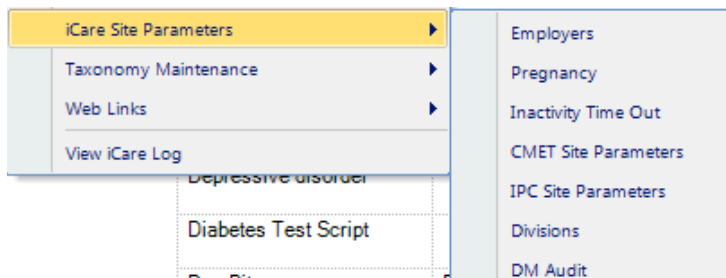 iCare Site Parameters
Taxonomy Maintenance
Web Links
View iCare Log
Employers
Pregnancy
Inactivity Time Out
CMET Site Parameters
IPC Site Parameters
Divisions
DM Audit
Depressive disorder
Diabetes Test Script